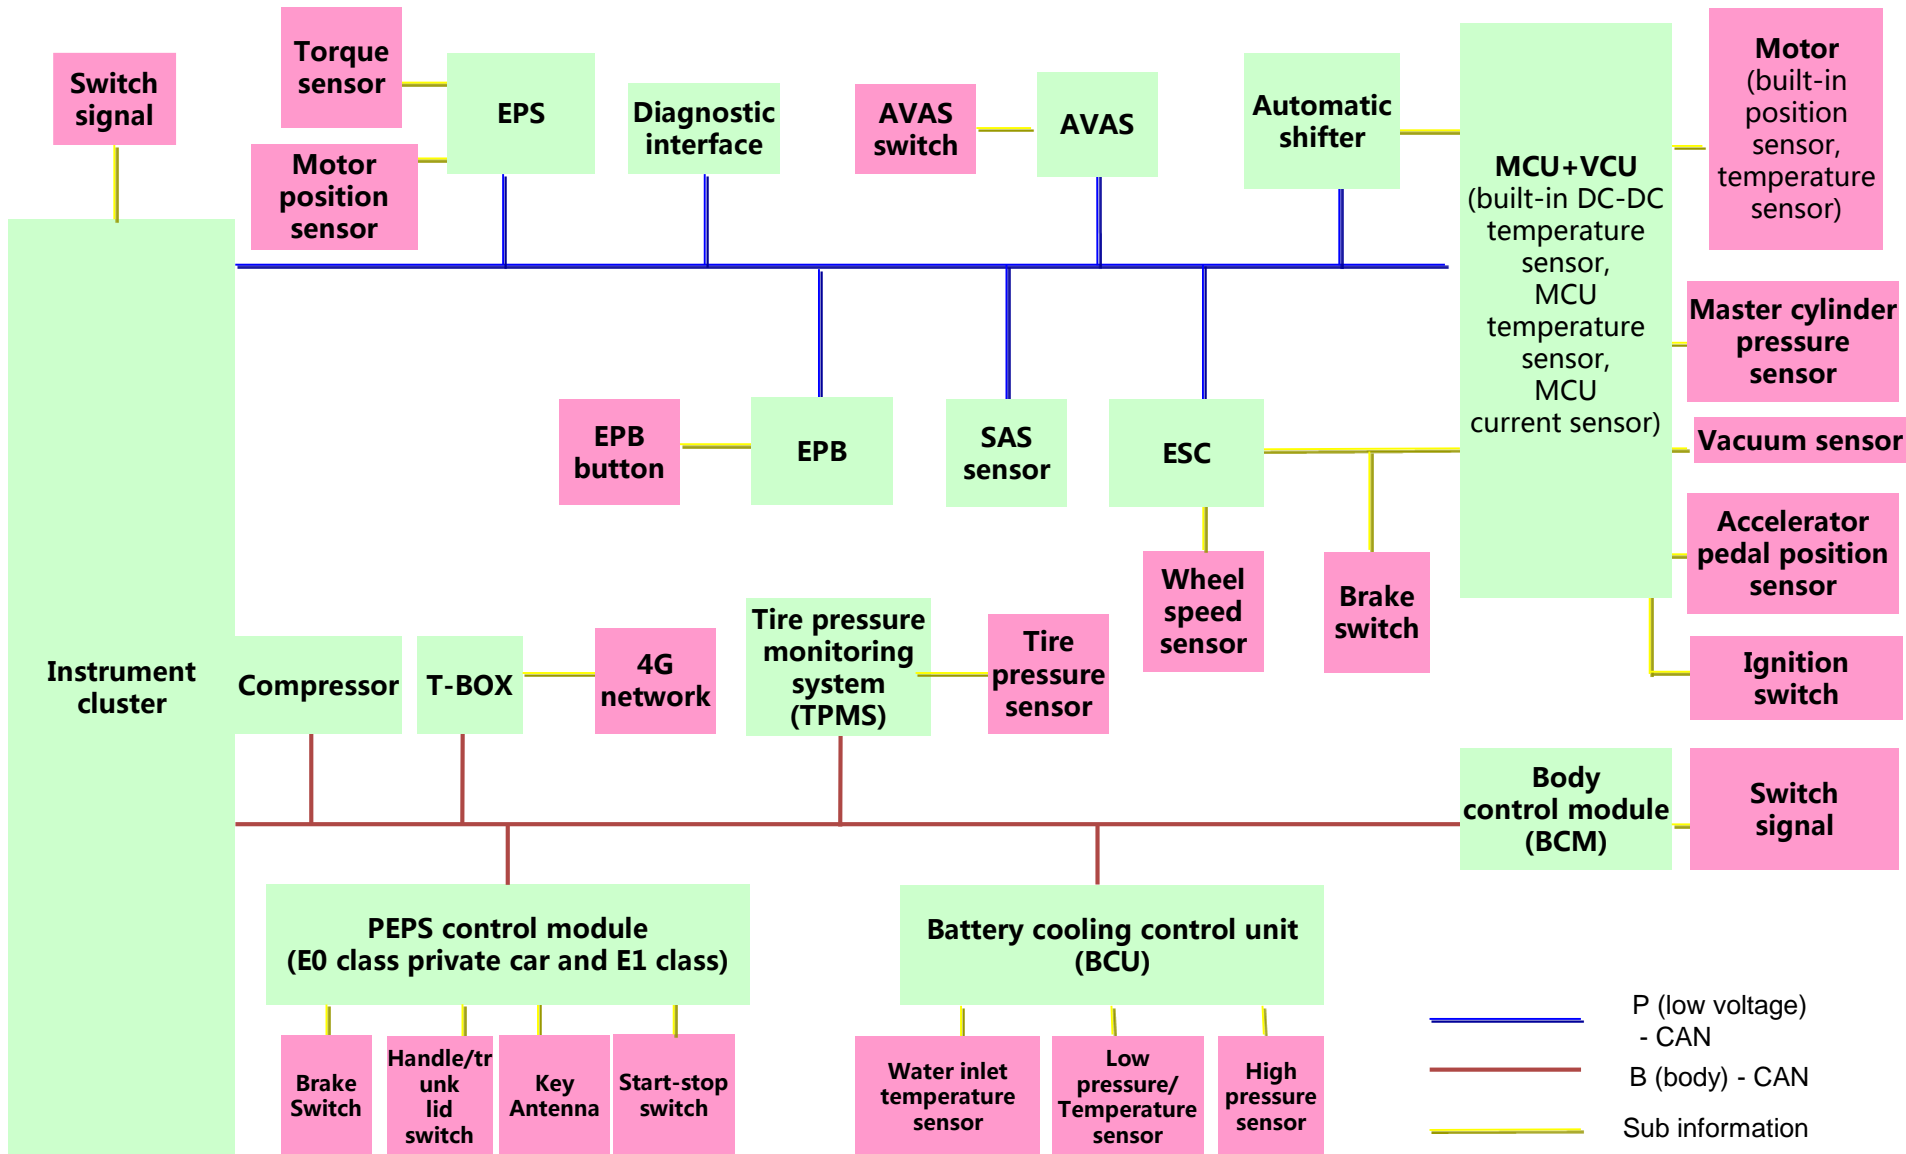 Switch
signal
Torque
sensor
EPS
Motor
position
sensor
Diagnostic
interface
AVAS
switch
AVAS
Automatic
shifter
MCU+VCU
(built-in DC-DC
temperature
sensor,
MCU
temperature
sensor,
MCU
current sensor)
Motor
(built-in
position
sensor,
temperature
sensor)
Master cylinder
pressure
sensor
Vacuum sensor
Accelerator
pedal position
sensor
Ignition
switch
EPB
button
EPB
SAS
sensor
ESC
Wheel
speed
sensor
Brake
switch
Instrument
cluster
Compressor
T-BOX
4G
network
Tire pressure
monitoring
system
(TPMS)
Tire
pressure
sensor
Body
control module
(BCM)
Switch
signal
PEPS control module
(E0 class private car and E1 class)
Battery cooling control unit
(BCU)
Brake
Switch
Handle/tr
unk
lid
switch
Key
Antenna
Start-stop
switch
Water inlet
temperature
sensor
Low
pressure/
Temperature
sensor
High
pressure
sensor
P (low voltage)
- CAN
B (body) - CAN
Sub information